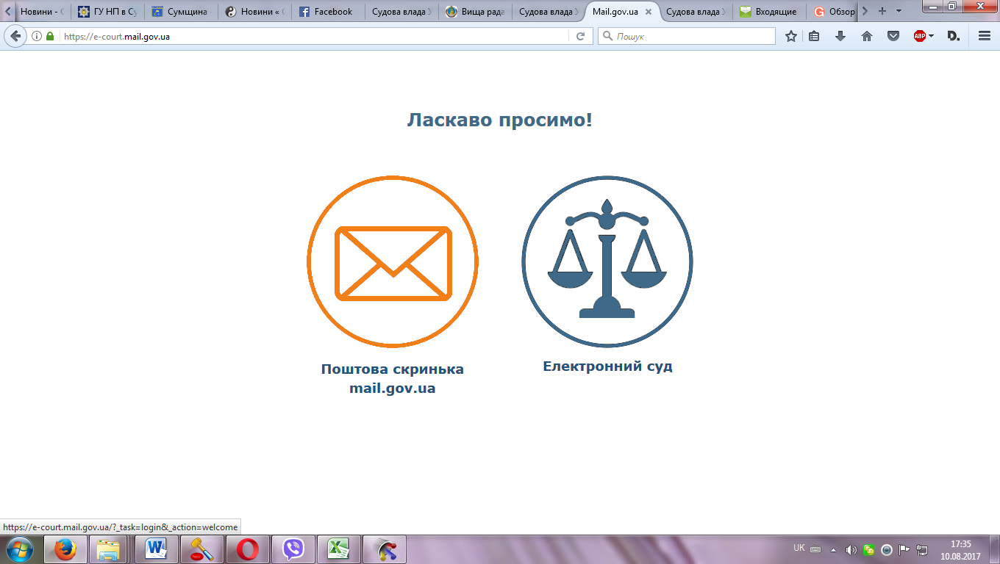 Новини - С
ГУ НП в Су
Сумщина
Новини «
Facebook
Судова влада
Вища рада
Судова влада
Mail.gov.ua
Судова влада
Входящие
Обзор
https://e-court.mail.gov.ua
Пошук
ABP
D.
Ласкаво просимо!
Поштова скринька
mail.gov.ua
Електронний суд
https://e-court.mail.gov.ua/?_task=login&_action=welcome
UK
17:35
10.08.2017